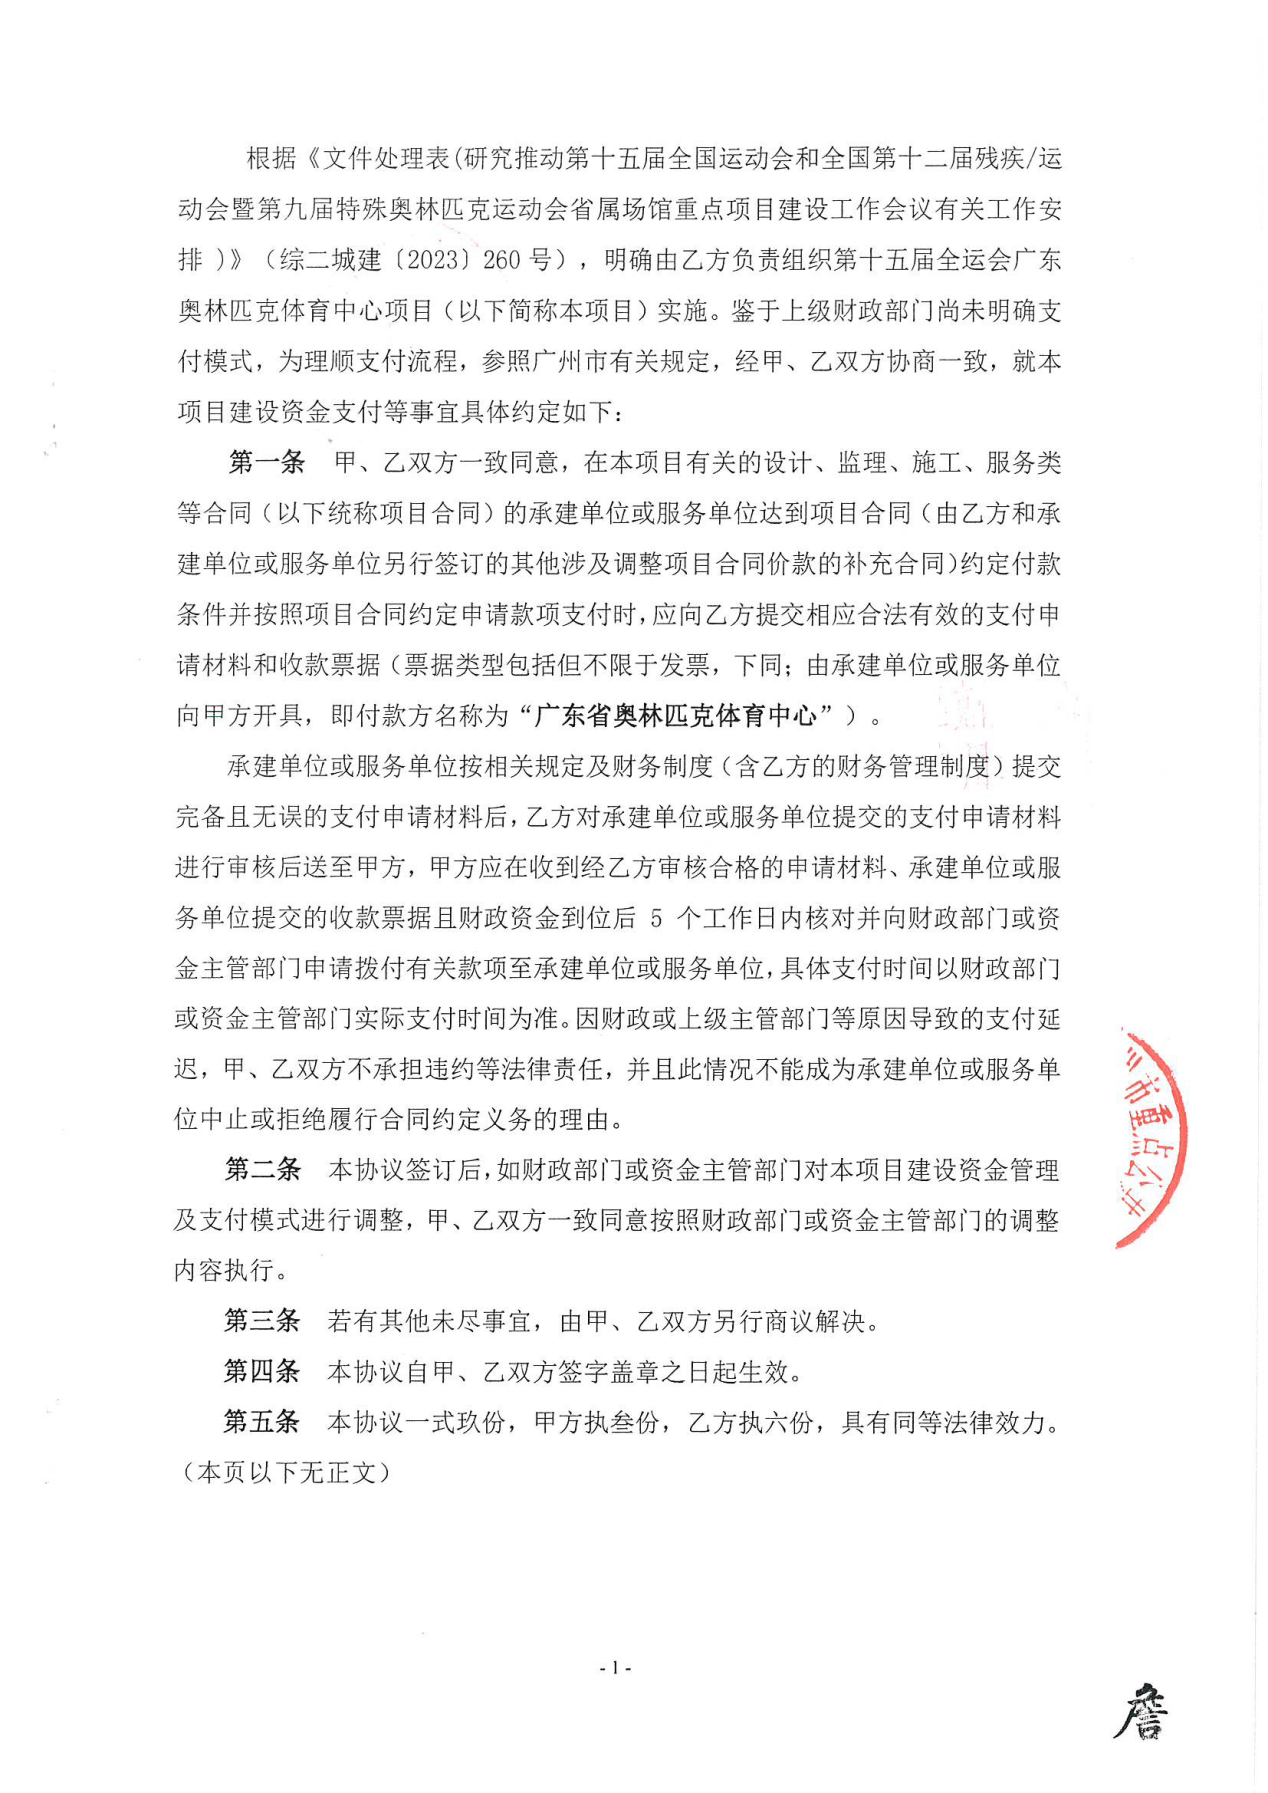 根据《文件处理表(研究推动第十五届全国运动会和全国第十二届残疾/运
动会暨第九届特殊奥林匹克运动会省属场馆重点项目建设工作会议有关工作安
排)》（综二城建〔2023〕260号），明确由乙方负责组织第十五届全运会广东
奥林匹克体育中心项目（以下简称本项目）实施。鉴于上级财政部门尚未明确支
付模式，为理顺支付流程，参照广州市有关规定，经甲、乙双方协商一致，就本
项目建设资金支付等事宜具体约定如下：
第一条 甲、乙双方一致同意，在本项目有关的设计、监理、施工、服务类
等合同（以下统称项目合同）的承建单位或服务单位达到项目合同（由乙方和承
建单位或服务单位另行签订的其他涉及调整项目合同价款的补充合同）约定付款
条件并按照项目合同约定申请款项支付时，应向乙方提交相应合法有效的支付申
请材料和收款票据（票据类型包括但不限于发票，下同；由承建单位或服务单位
向甲方开具，即付款方名称为“广东省奥林匹克体育中心”）。
承建单位或服务单位按相关规定及财务制度（含乙方的财务管理制度）提交
完备且无误的支付申请材料后，乙方对承建单位或服务单位提交的支付申请材料
进行审核后送至甲方，甲方应在收到经乙方审核合格的申请材料、承建单位或服
务单位提交的收款票据且财政资金到位后 5 个工作日内核对并向财政部门或资
金主管部门申请拨付有关款项至承建单位或服务单位，具体支付时间以财政部门
或资金主管部门实际支付时间为准。因财政或上级主管部门等原因导致的支付延
迟，甲、乙双方不承担违约等法律责任，并且此情况不能成为承建单位或服务单
位中止或拒绝履行合同约定义务的理由。
第二条 本协议签订后，如财政部门或资金主管部门对本项目建设资金管理
及支付模式进行调整，甲、乙双方一致同意按照财政部门或资金主管部门的调整
内容执行。
第三条 若有其他未尽事宜，由甲、乙双方另行商议解决。
第四条 本协议自甲、乙双方签字盖章之日起生效。
第五条 本协议一式玖份，甲方执叁份，乙方执六份，具有同等法律效力。
（本页以下无正文）
市重点公共
- 1 -
詹